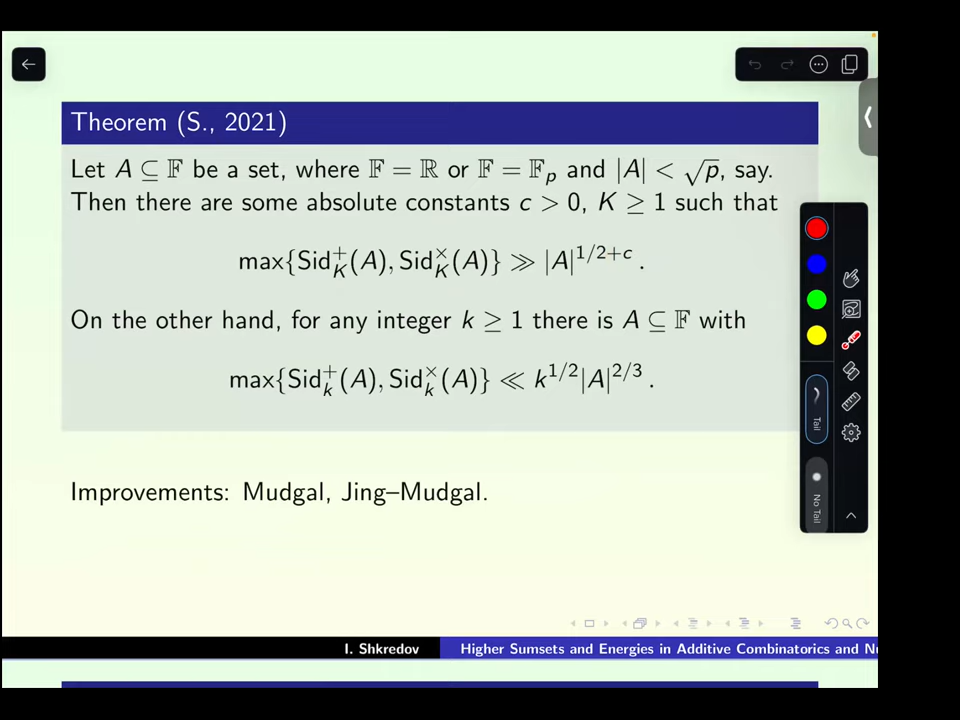 Theorem (S., 2021)
Let A ⊆ 𝔽 be a set, where 𝔽 = ℝ or 𝔽 = 𝔽_p and |A| < √p, say.
Then there are some absolute constants c > 0, K ≥ 1 such that
max{Sid^+_K(A), Sid^×_K(A)} ≫ |A|^{1/2+c} .
On the other hand, for any integer k ≥ 1 there is A ⊆ 𝔽 with
max{Sid^+_k(A), Sid^×_k(A)} ≪ k^{1/2}|A|^{2/3} .
Improvements: Mudgal, Jing–Mudgal.
Tail
No Tail
I. Shkredov
Higher Sumsets and Energies in Additive Combinatorics and